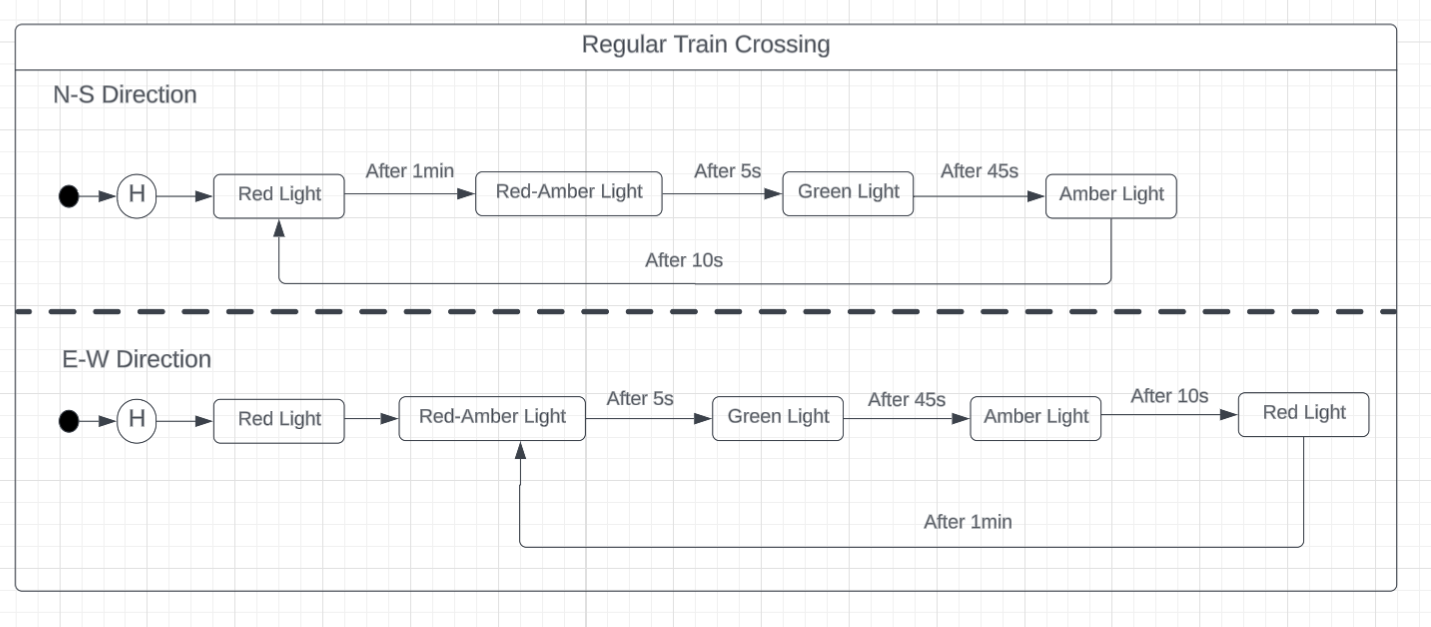 Regular Train Crossing
N-S Direction
After 1min
After 5s
After 45s
H
Red Light
Red-Amber Light
Green Light
Amber Light
After 10s
E-W Direction
After 5s
After 45s
After 10s
H
Red Light
Red-Amber Light
Green Light
Amber Light
Red Light
After 1min